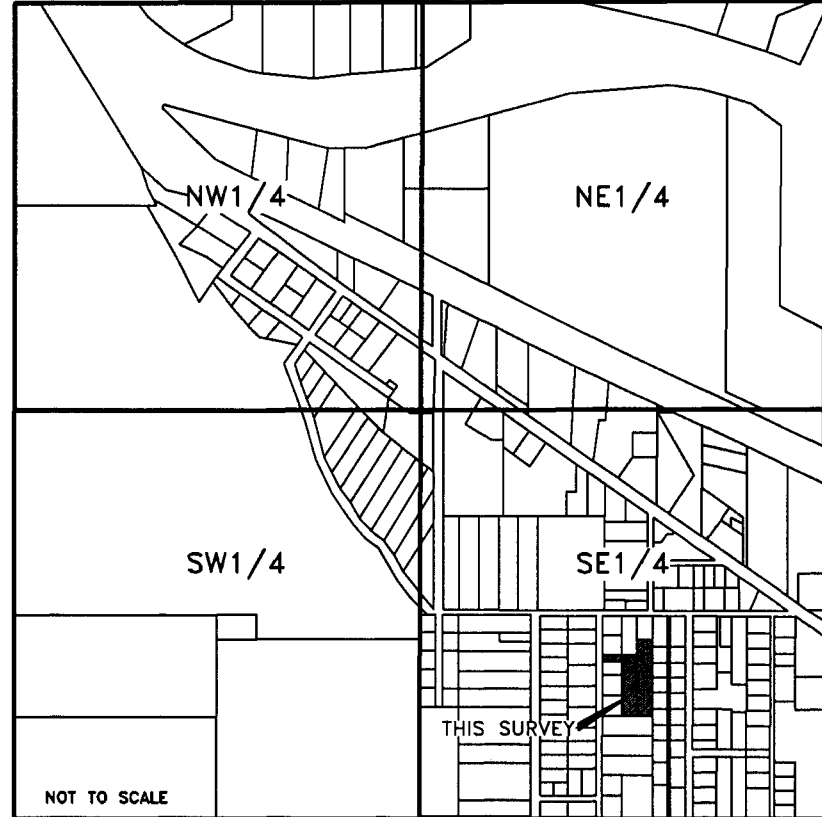 NW1/4
NE1/4
SW1/4
SE1/4
THIS SURVEY
NOT TO SCALE